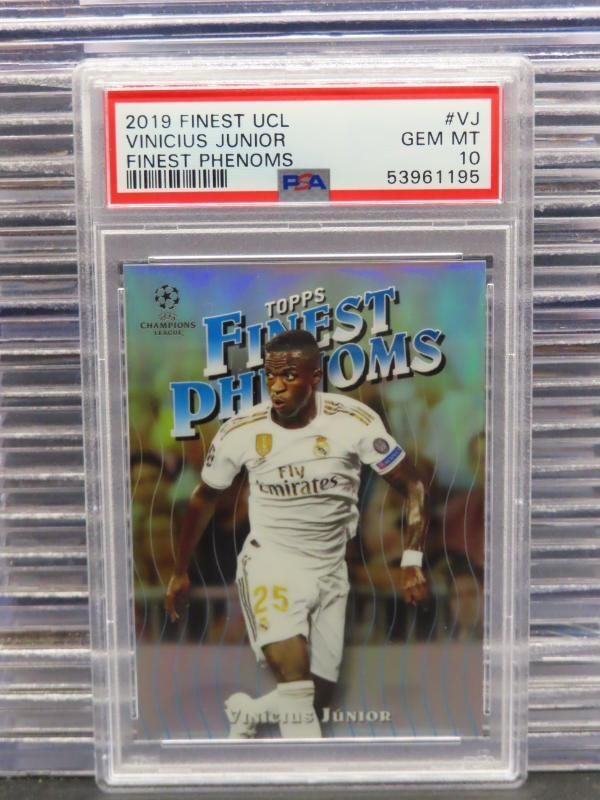 2019 FINEST UCL #VJ
VINICIUS JUNIOR GEM MT
FINEST PHENOMS 10
PSA 53961195
CHAMPIONS
LEAGUE
TOPPS
FINEST
PHENOMS
Fly
Emirates
25
Vinícius Júnior